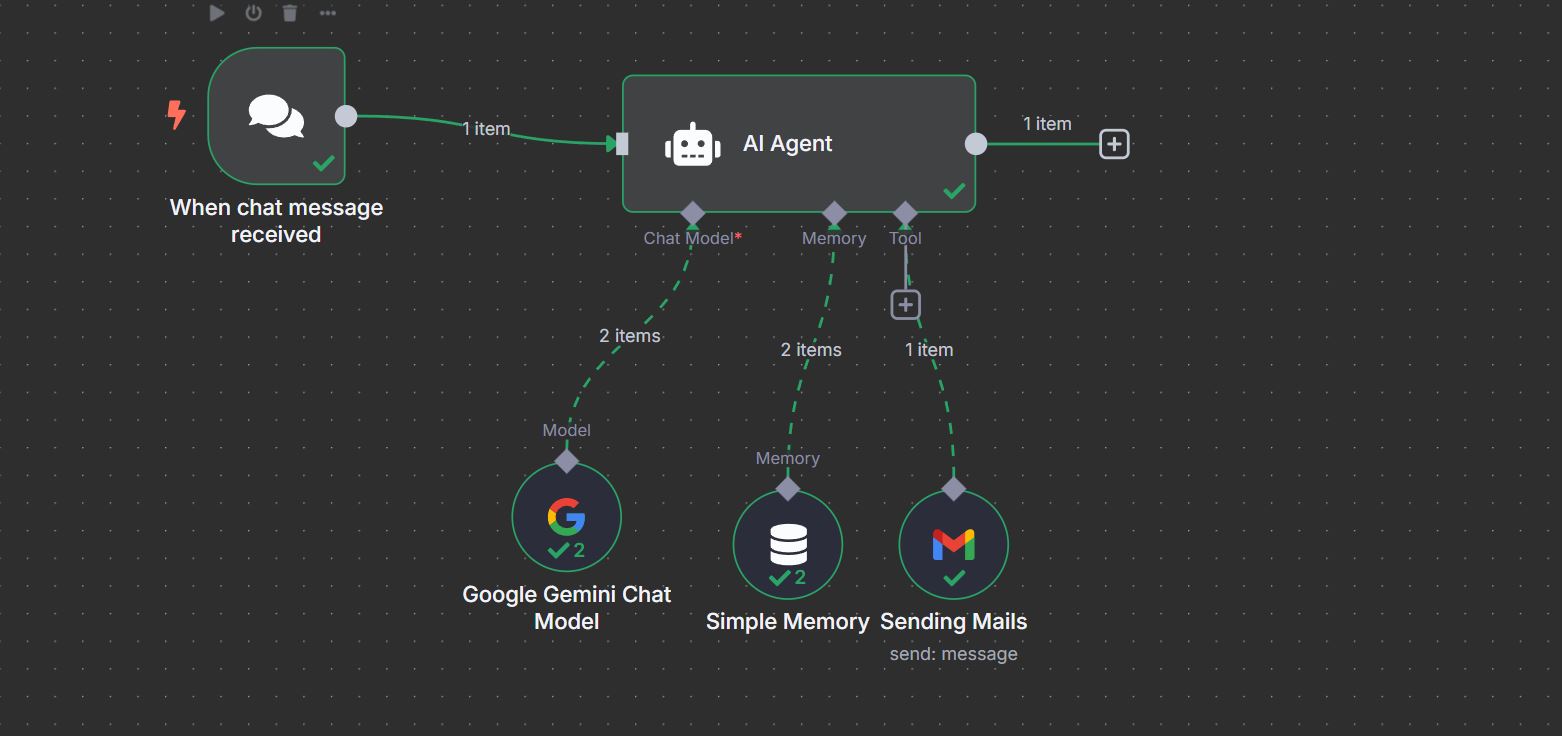 1 item
AI Agent
1 item
When chat message
received
Chat Model*
Memory
Tool
2 items
2 items
1 item
Model
Memory
2
2
Google Gemini Chat
Model
Simple Memory
Sending Mails
send: message